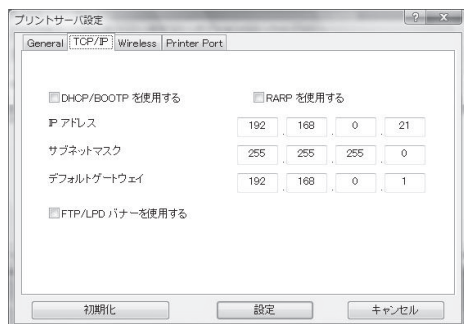 プリントサーバ設定
General TCP/IP Wireless Printer Port
DHCP/BOOTP を使用する RARP を使用する
IP アドレス 192 . 168 . 0 . 21
サブネットマスク 255 . 255 . 255 . 0
デフォルトゲートウェイ 192 . 168 . 0 . 1
FTP/LPD バナーを使用する
初期化 設定 キャンセル